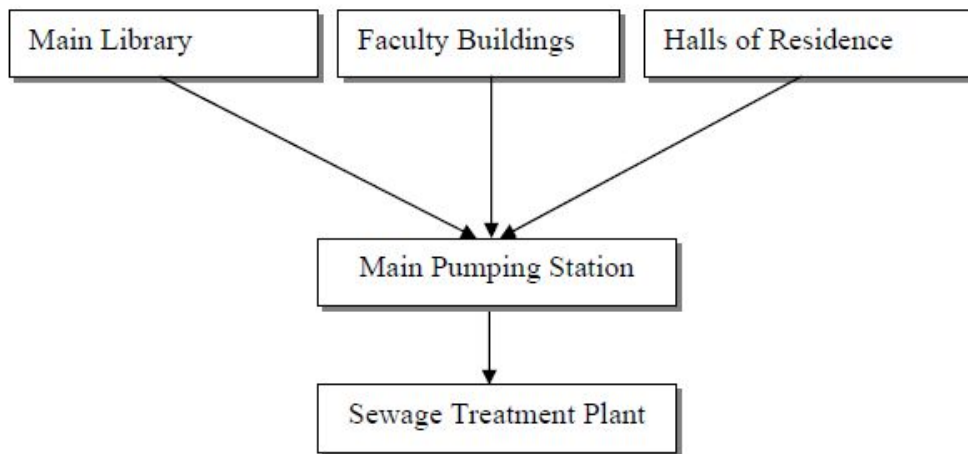 Main Library
Faculty Buildings
Halls of Residence
Main Pumping Station
Sewage Treatment Plant